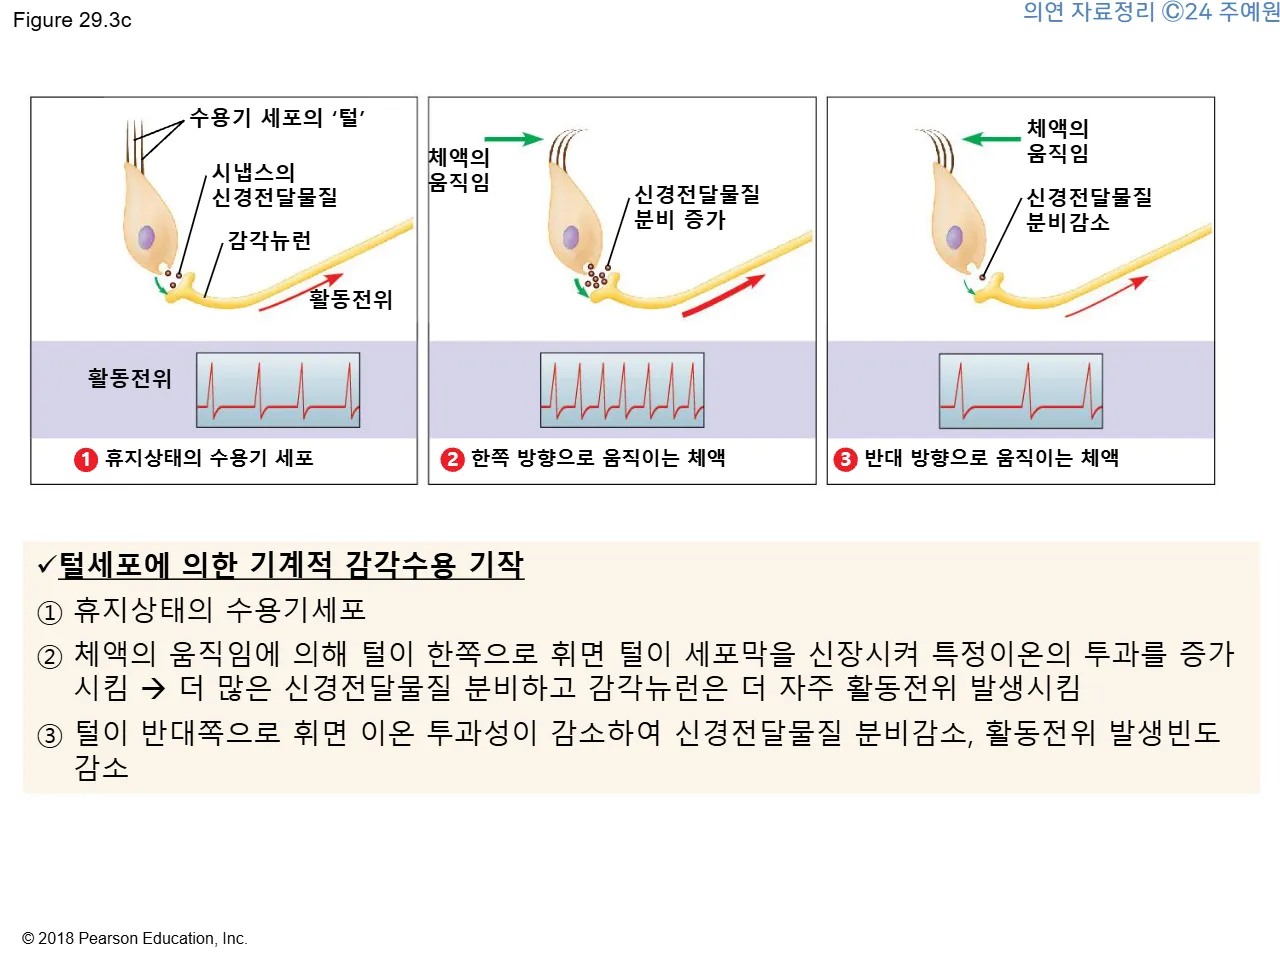 Figure 29.3c
의연 자료정리 Ⓒ24 주예원
수용기 세포의 ‘털’
시냅스의
신경전달물질
감각뉴런
활동전위
활동전위
1 휴지상태의 수용기 세포
체액의
움직임
신경전달물질
분비 증가
2 한쪽 방향으로 움직이는 체액
체액의
움직임
신경전달물질
분비감소
3 반대 방향으로 움직이는 체액
✓털세포에 의한 기계적 감각수용 기작
① 휴지상태의 수용기세포
② 체액의 움직임에 의해 털이 한쪽으로 휘면 털이 세포막을 신장시켜 특정이온의 투과를 증가
시킴 → 더 많은 신경전달물질 분비하고 감각뉴런은 더 자주 활동전위 발생시킴
③ 털이 반대쪽으로 휘면 이온 투과성이 감소하여 신경전달물질 분비감소, 활동전위 발생빈도
감소
© 2018 Pearson Education, Inc.